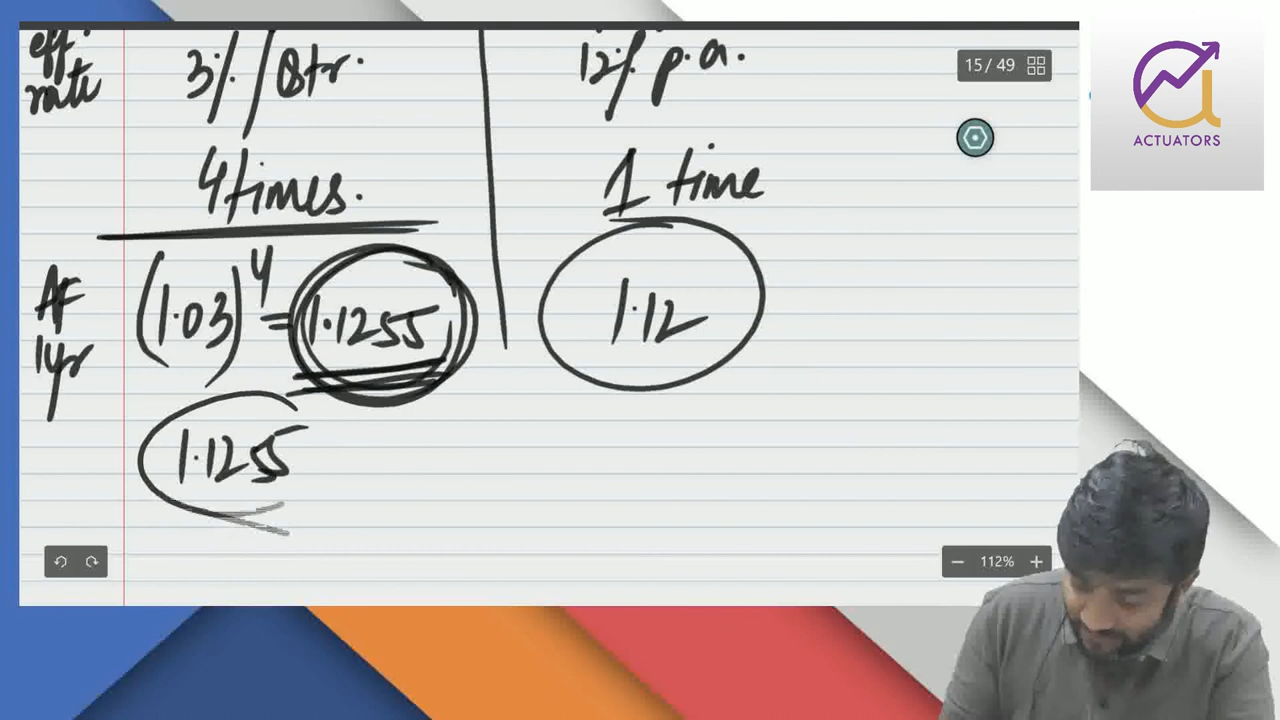 eff. 3% / Qtr. 12% p.a.
rate
4 times. 1 time
AF (1.03)^4 = 1.1255 1.12
1yr
1.1255
15 / 49
112%
ACTUATORS